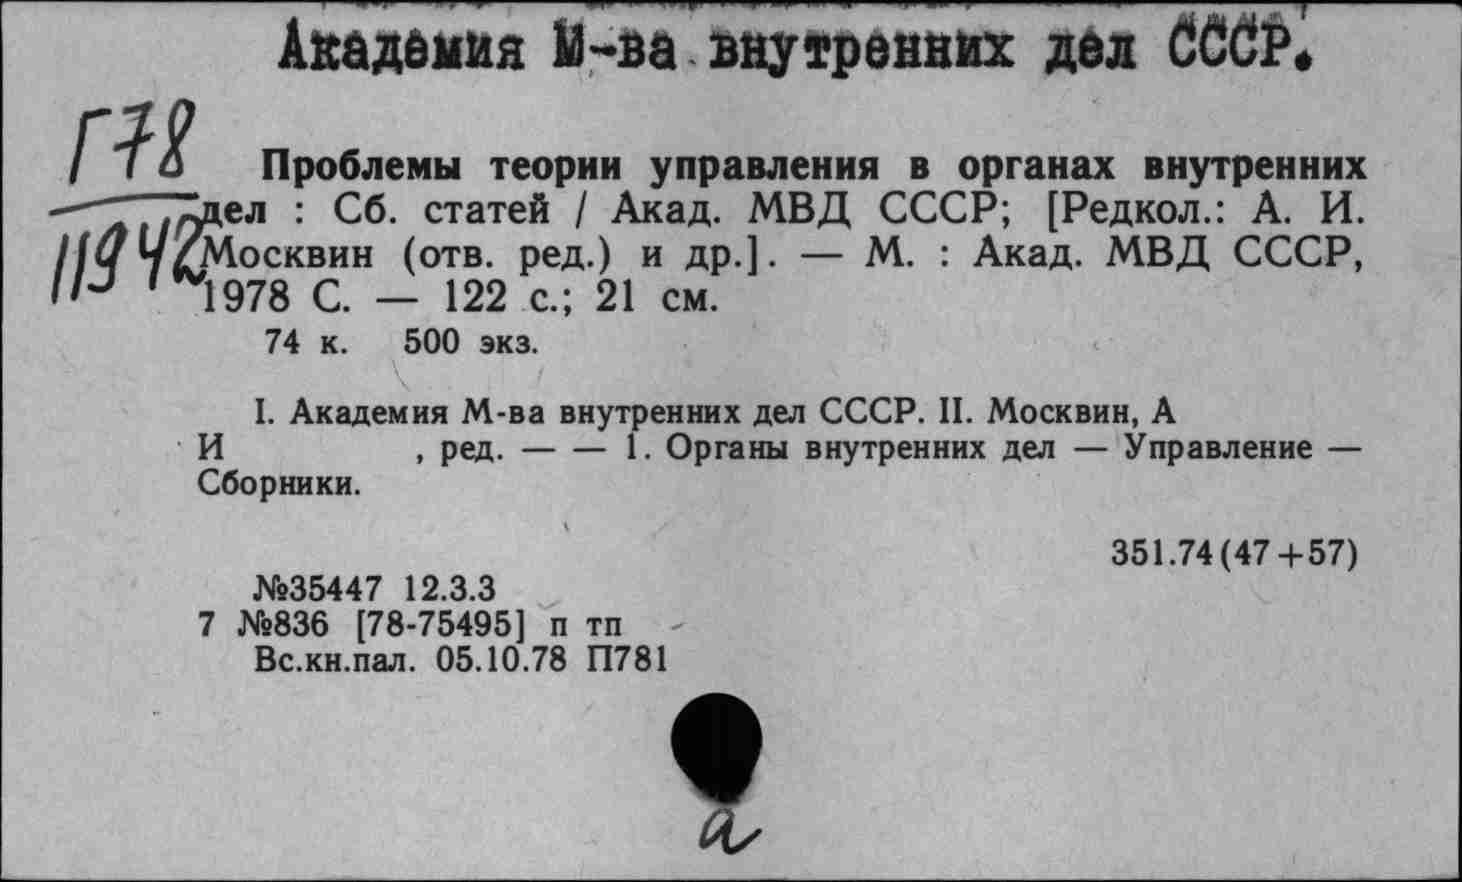 Академия М-ва внутренних дел СССР.
Г78
11942
Проблемы теории управления в органах внутренних
дел : Сб. статей / Акад. МВД СССР; [Редкол.: А. И.
Москвин (отв. ред.) и др.]. — М. : Акад. МВД СССР,
1978 С. — 122 с.; 21 см.
74 к. 500 экз.
I. Академия М-ва внутренних дел СССР. II. Москвин, А
И , ред. — — 1. Органы внутренних дел — Управление —
Сборники.
351.74(47+57)
№35447 12.3.3
7 №836 [78-75495] п тп
Вс.кн.пал. 05.10.78 П781